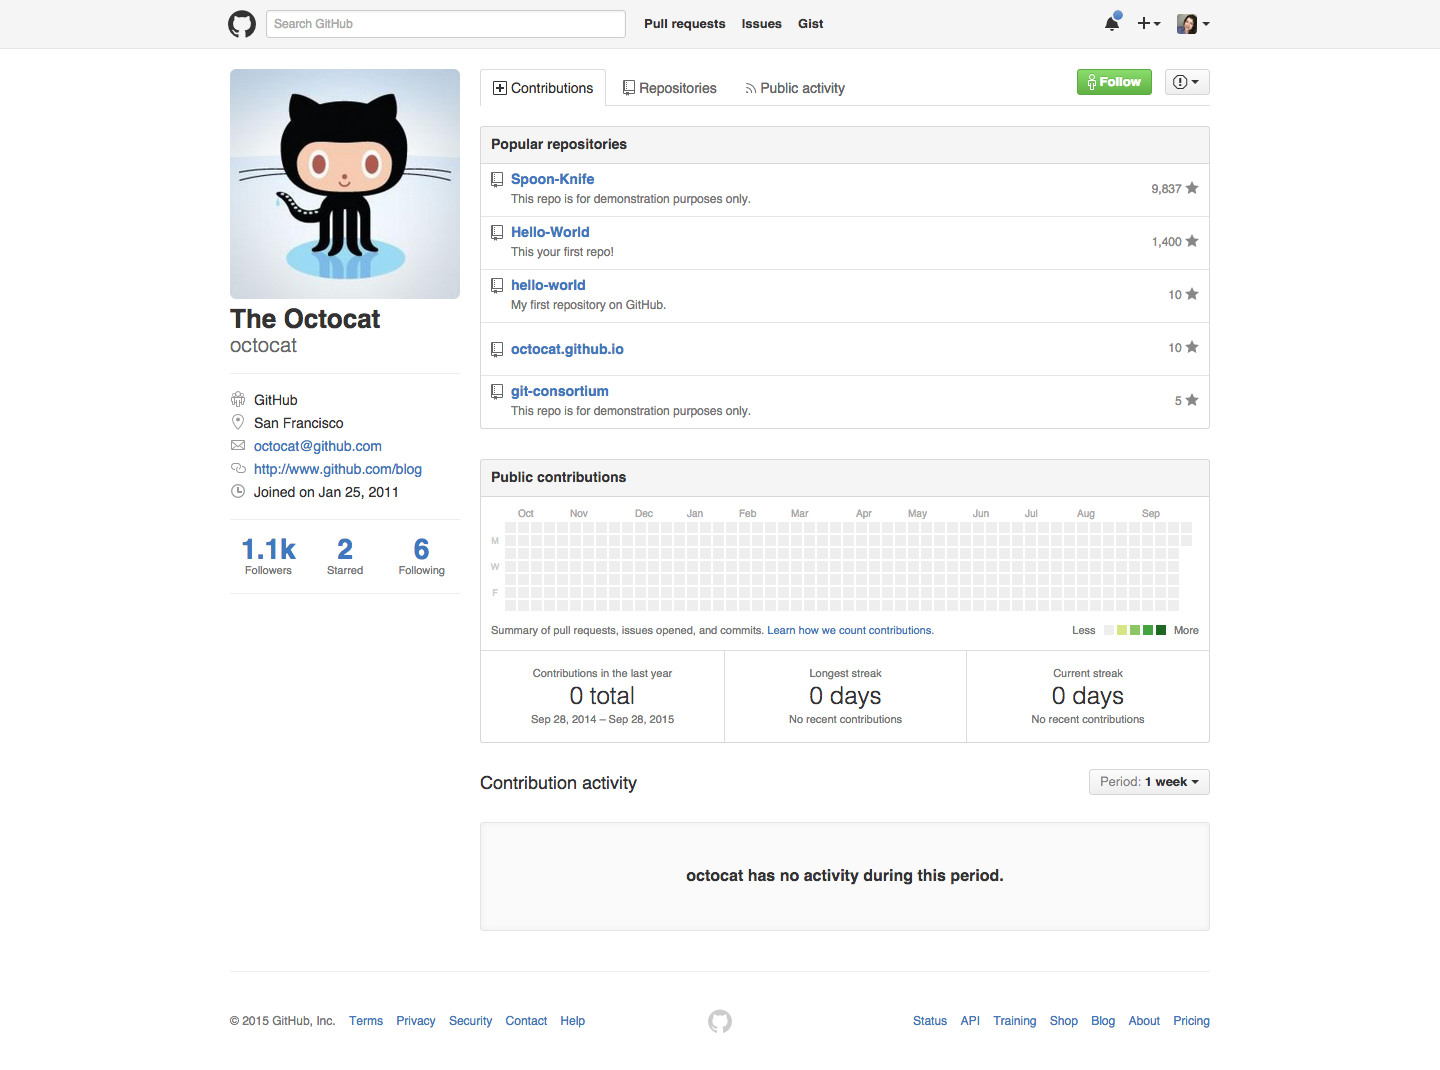 Search GitHub
Pull requests Issues Gist
Contributions Repositories Public activity
Follow
The Octocat
octocat
GitHub
San Francisco
octocat@github.com
http://www.github.com/blog
Joined on Jan 25, 2011
1.1k 2 6
Followers Starred Following
Popular repositories
Spoon-Knife
This repo is for demonstration purposes only.
9,837
Hello-World
This your first repo!
1,400
hello-world
My first repository on GitHub.
10
octocat.github.io
10
git-consortium
This repo is for demonstration purposes only.
5
Public contributions
Oct Nov Dec Jan Feb Mar Apr May Jun Jul Aug Sep
M
W
F
Summary of pull requests, issues opened, and commits. Learn how we count contributions.
Less More
Contributions in the last year
0 total
Sep 28, 2014 – Sep 28, 2015
Longest streak
0 days
No recent contributions
Current streak
0 days
No recent contributions
Contribution activity
Period: 1 week
octocat has no activity during this period.
© 2015 GitHub, Inc. Terms Privacy Security Contact Help
Status API Training Shop Blog About Pricing